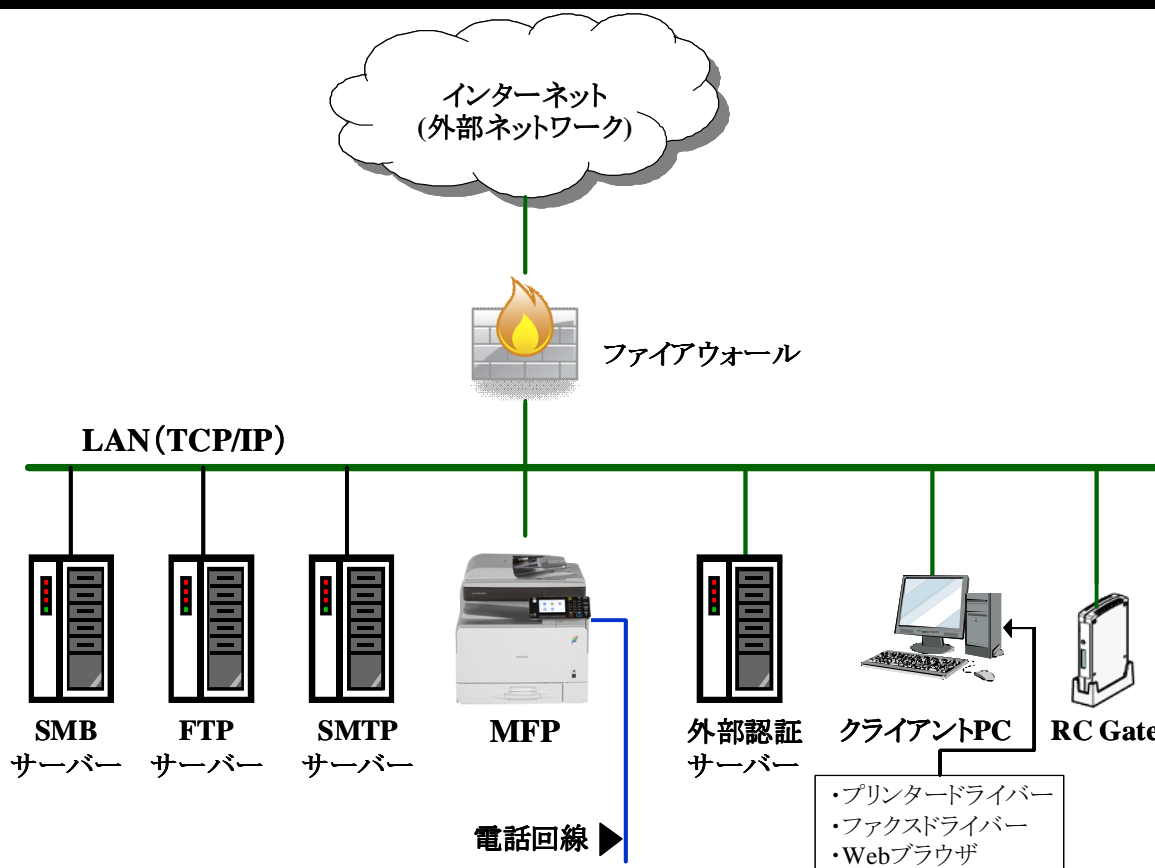 インターネット
(外部ネットワーク)
ファイアウォール
LAN(TCP/IP)
SMB
サーバー
FTP
サーバー
SMTP
サーバー
MFP
外部認証
サーバー
クライアントPC
RC Gate
・プリンタードライバー
・ファクスドライバー
・Webブラウザ
電話回線